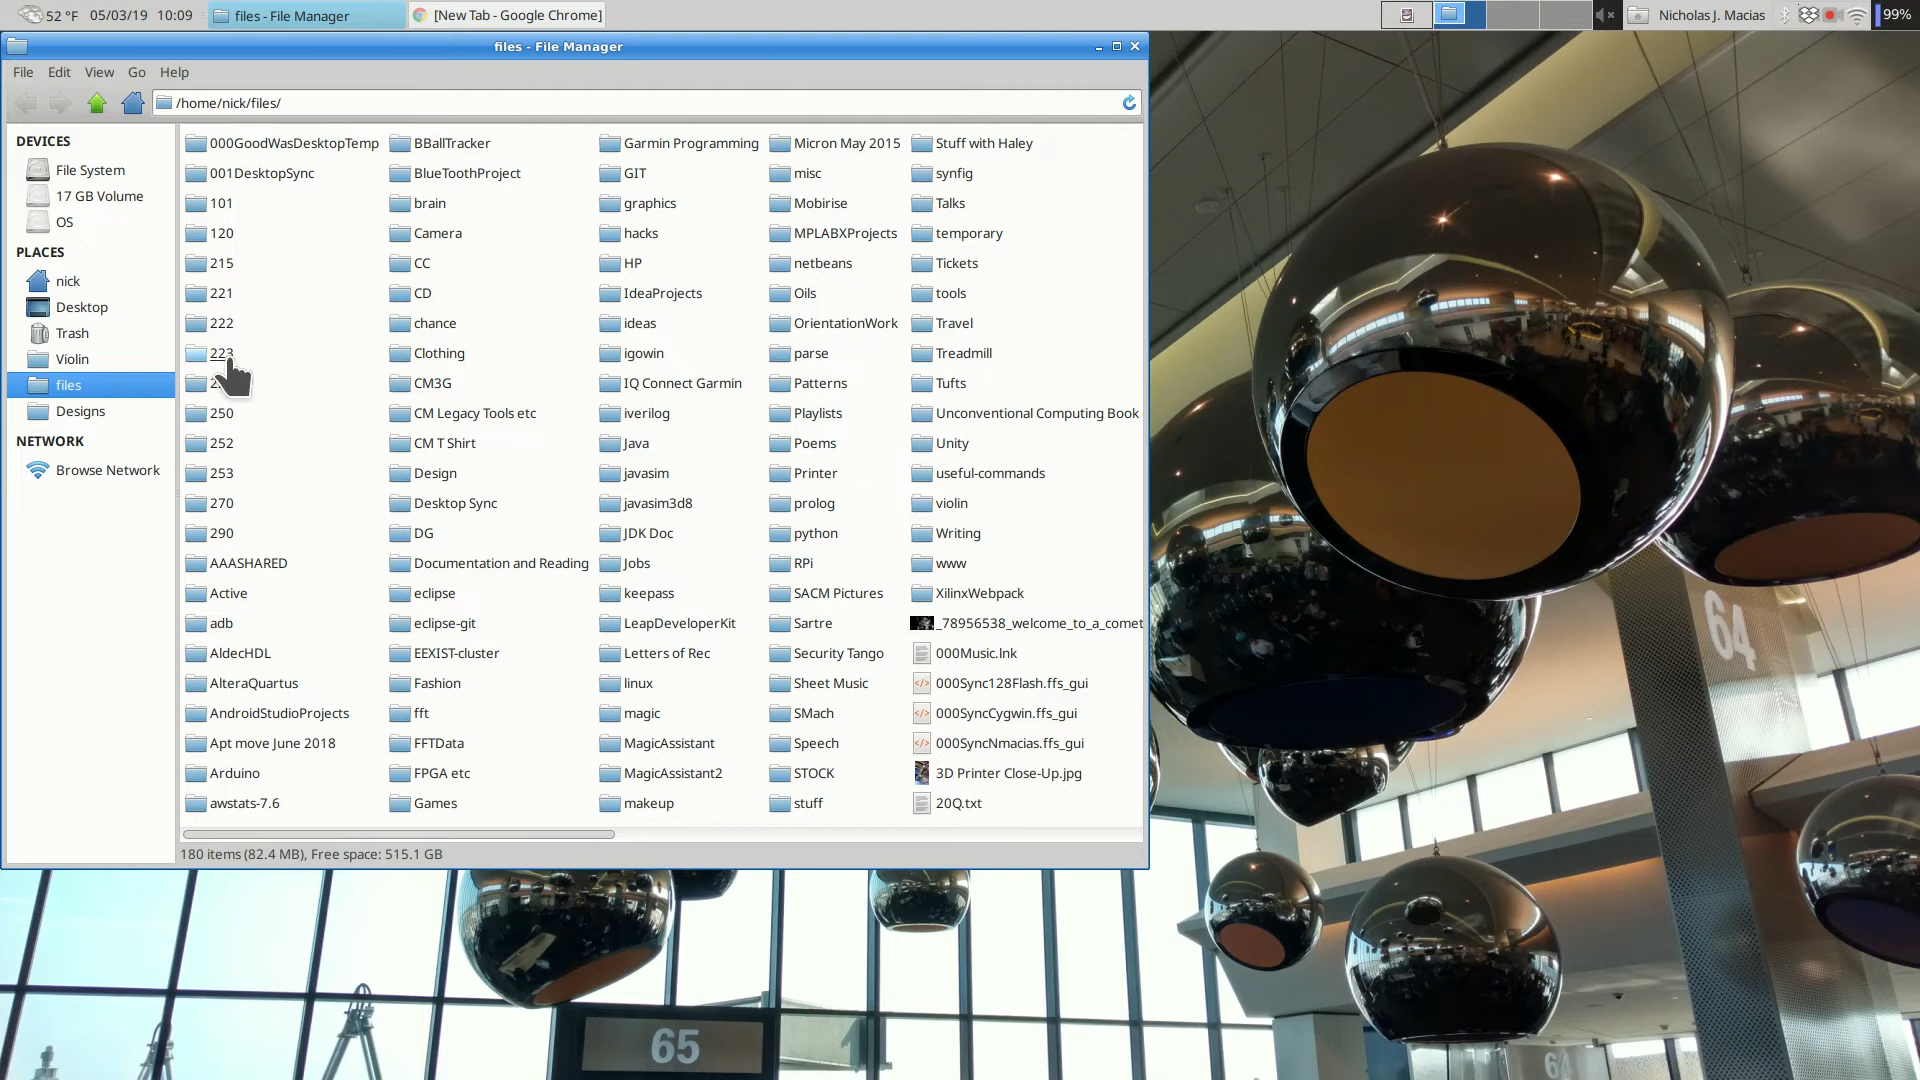 52 °F 05/03/19 10:09 files - File Manager [New Tab - Google Chrome] Nicholas J. Macias 99%
files - File Manager
File Edit View Go Help
/home/nick/files/
DEVICES
File System
17 GB Volume
OS
PLACES
nick
Desktop
Trash
Violin
files
Designs
NETWORK
Browse Network
000GoodWasDesktopTemp
001DesktopSync
101
120
215
221
222
223
250
252
253
270
290
AAASHARED
Active
adb
AldecHDL
AlteraQuartus
AndroidStudioProjects
Apt move June 2018
Arduino
awstats-7.6
BBallTracker
BlueToothProject
brain
Camera
CC
CD
chance
Clothing
CM3G
CM Legacy Tools etc
CM T Shirt
Design
Desktop Sync
DG
Documentation and Reading
eclipse
eclipse-git
EEXIST-cluster
Fashion
fft
FFTData
FPGA etc
Games
Garmin Programming
GIT
graphics
hacks
HP
IdeaProjects
ideas
igowin
IQ Connect Garmin
iverilog
Java
javasim
javasim3d8
JDK Doc
Jobs
keepass
LeapDeveloperKit
Letters of Rec
linux
magic
MagicAssistant
MagicAssistant2
makeup
Micron May 2015
misc
Mobirise
MPLABXProjects
netbeans
Oils
OrientationWork
parse
Patterns
Playlists
Poems
Printer
prolog
python
RPi
SACM Pictures
Sartre
Security Tango
Sheet Music
SMach
Speech
STOCK
stuff
Stuff with Haley
synfig
Talks
temporary
Tickets
tools
Travel
Treadmill
Tufts
Unconventional Computing Book
Unity
useful-commands
violin
Writing
www
XilinxWebpack
_78956538_welcome_to_a_comet
000Music.lnk
000Sync128Flash.ffs_gui
000SyncCygwin.ffs_gui
000SyncNmacias.ffs_gui
3D Printer Close-Up.jpg
20Q.txt
180 items (82.4 MB), Free space: 515.1 GB
64
65